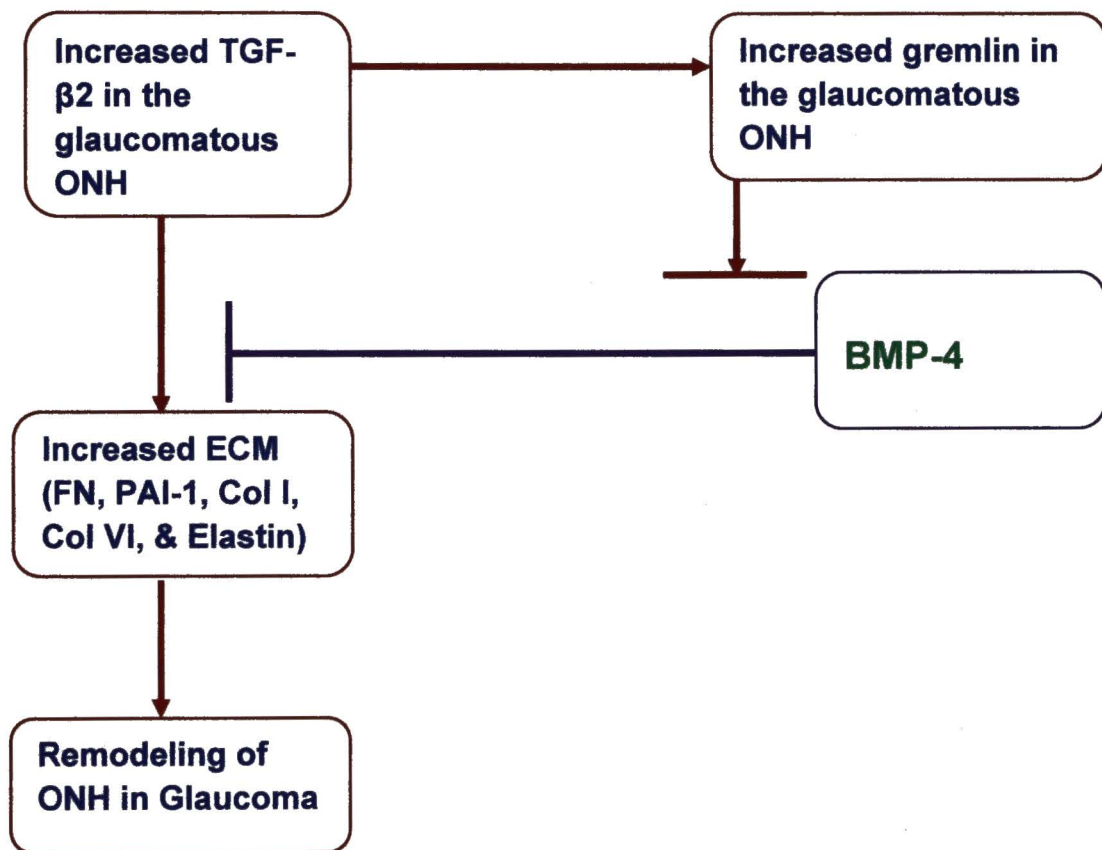 Increased TGF-
β2 in the
glaucomatous
ONH
Increased gremlin in
the glaucomatous
ONH
BMP-4
Increased ECM
(FN, PAI-1, Col I,
Col VI, & Elastin)
Remodeling of
ONH in Glaucoma